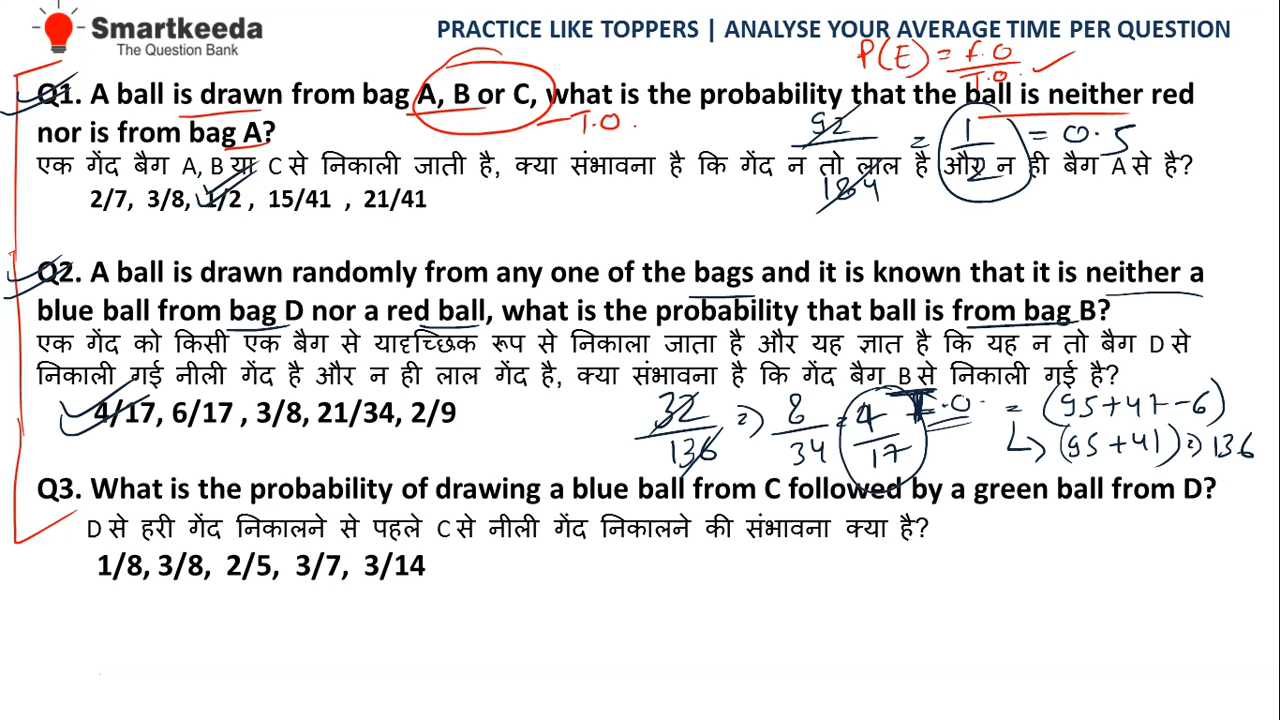 Smartkeeda
The Question Bank
PRACTICE LIKE TOPPERS | ANALYSE YOUR AVERAGE TIME PER QUESTION
P(E) = f.O / T.O.
Q1. A ball is drawn from bag A, B or C, what is the probability that the ball is neither red
nor is from bag A?
T.O.
92/184 = 1/2 = 0.5
एक गेंद बैग A, B या C से निकाली जाती है, क्या संभावना है कि गेंद न तो लाल है और न ही बैग A से है?
2/7, 3/8, 1/2 , 15/41 , 21/41
Q2. A ball is drawn randomly from any one of the bags and it is known that it is neither a
blue ball from bag D nor a red ball, what is the probability that ball is from bag B?
एक गेंद को किसी एक बैग से यादृच्छिक रूप से निकाला जाता है और यह ज्ञात है कि यह न तो बैग D से
निकाली गई नीली गेंद है और न ही लाल गेंद है, क्या संभावना है कि गेंद बैग B से निकाली गई है?
4/17, 6/17 , 3/8, 21/34, 2/9
32/136 => 8/34 = 4/17
T.O. = (95+47-6)
↳ (95+41) => 136
Q3. What is the probability of drawing a blue ball from C followed by a green ball from D?
D से हरी गेंद निकालने से पहले C से नीली गेंद निकालने की संभावना क्या है?
1/8, 3/8, 2/5, 3/7, 3/14